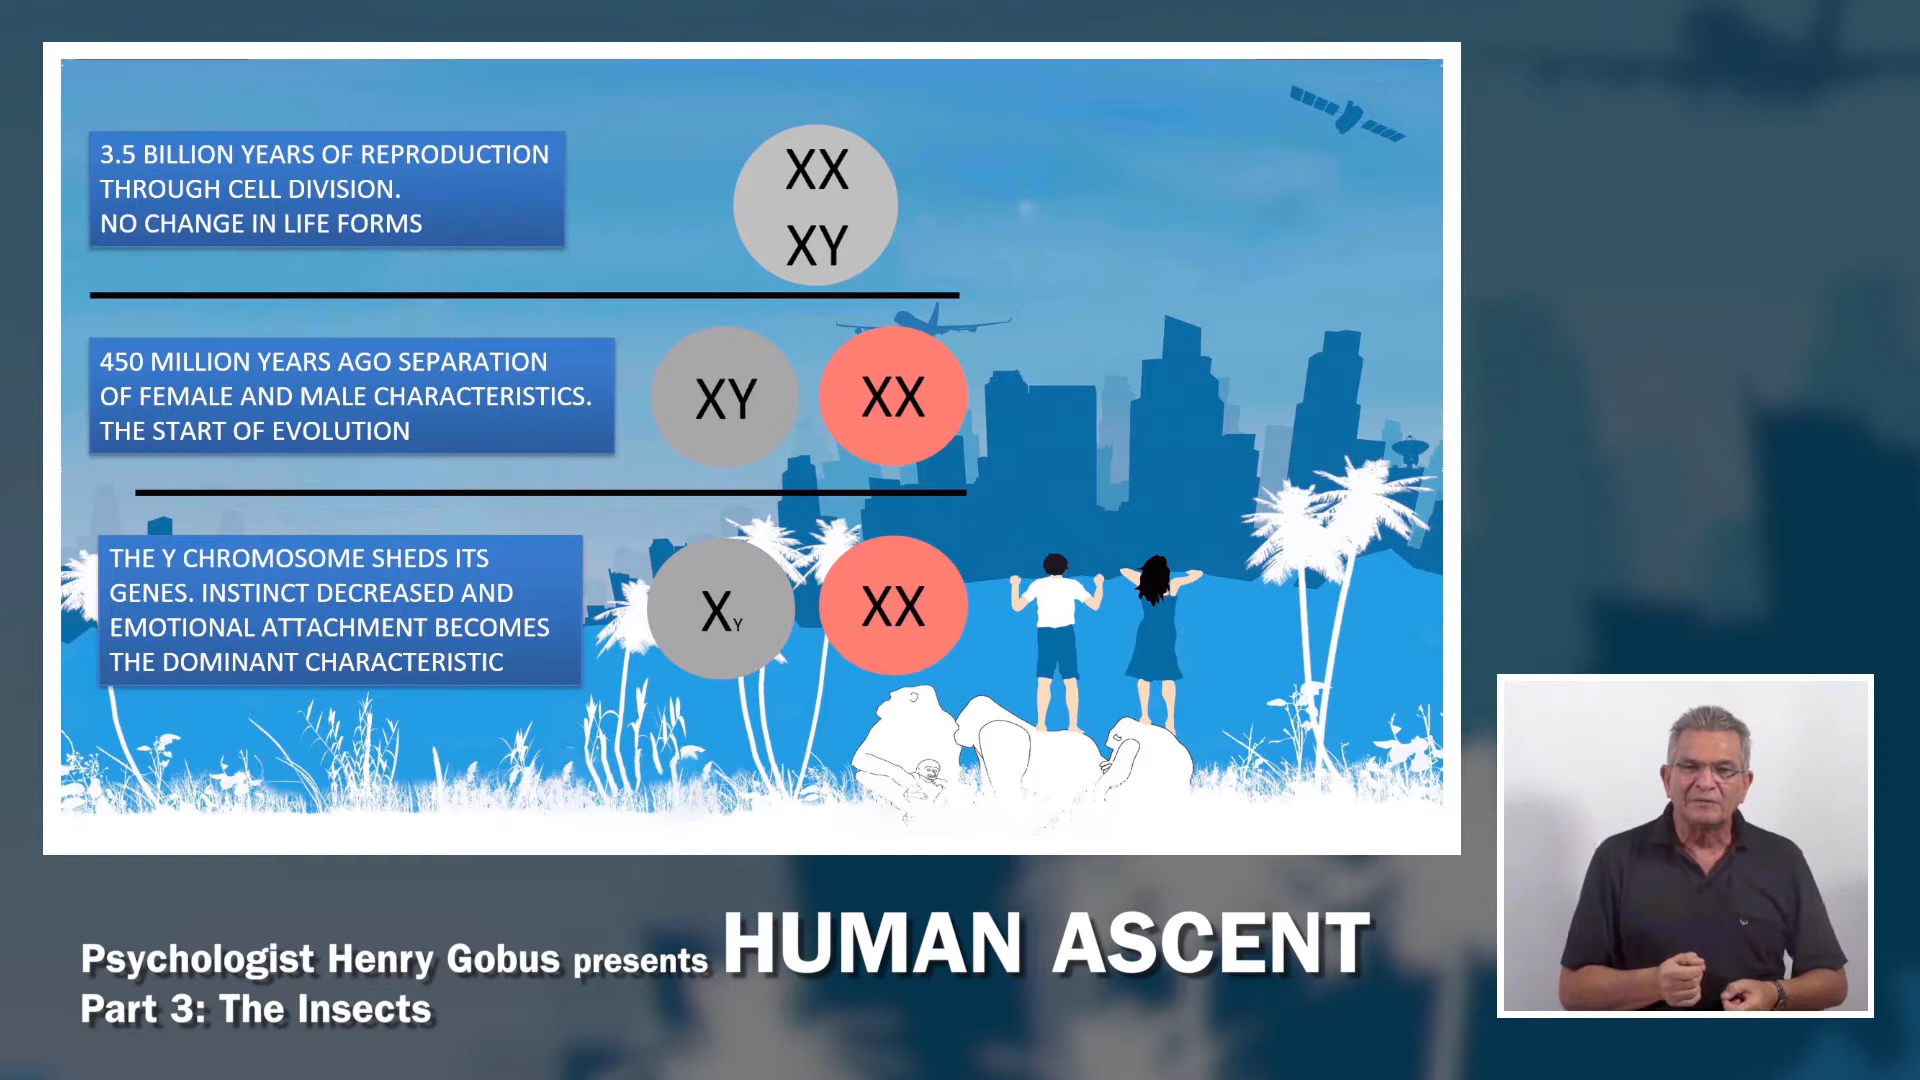 3.5 BILLION YEARS OF REPRODUCTION
THROUGH CELL DIVISION.
NO CHANGE IN LIFE FORMS
XX
XY
450 MILLION YEARS AGO SEPARATION
OF FEMALE AND MALE CHARACTERISTICS.
THE START OF EVOLUTION
XY
XX
THE Y CHROMOSOME SHEDS ITS
GENES. INSTINCT DECREASED AND
EMOTIONAL ATTACHMENT BECOMES
THE DOMINANT CHARACTERISTIC
XY
XX
Psychologist Henry Gobus presents HUMAN ASCENT
Part 3: The Insects